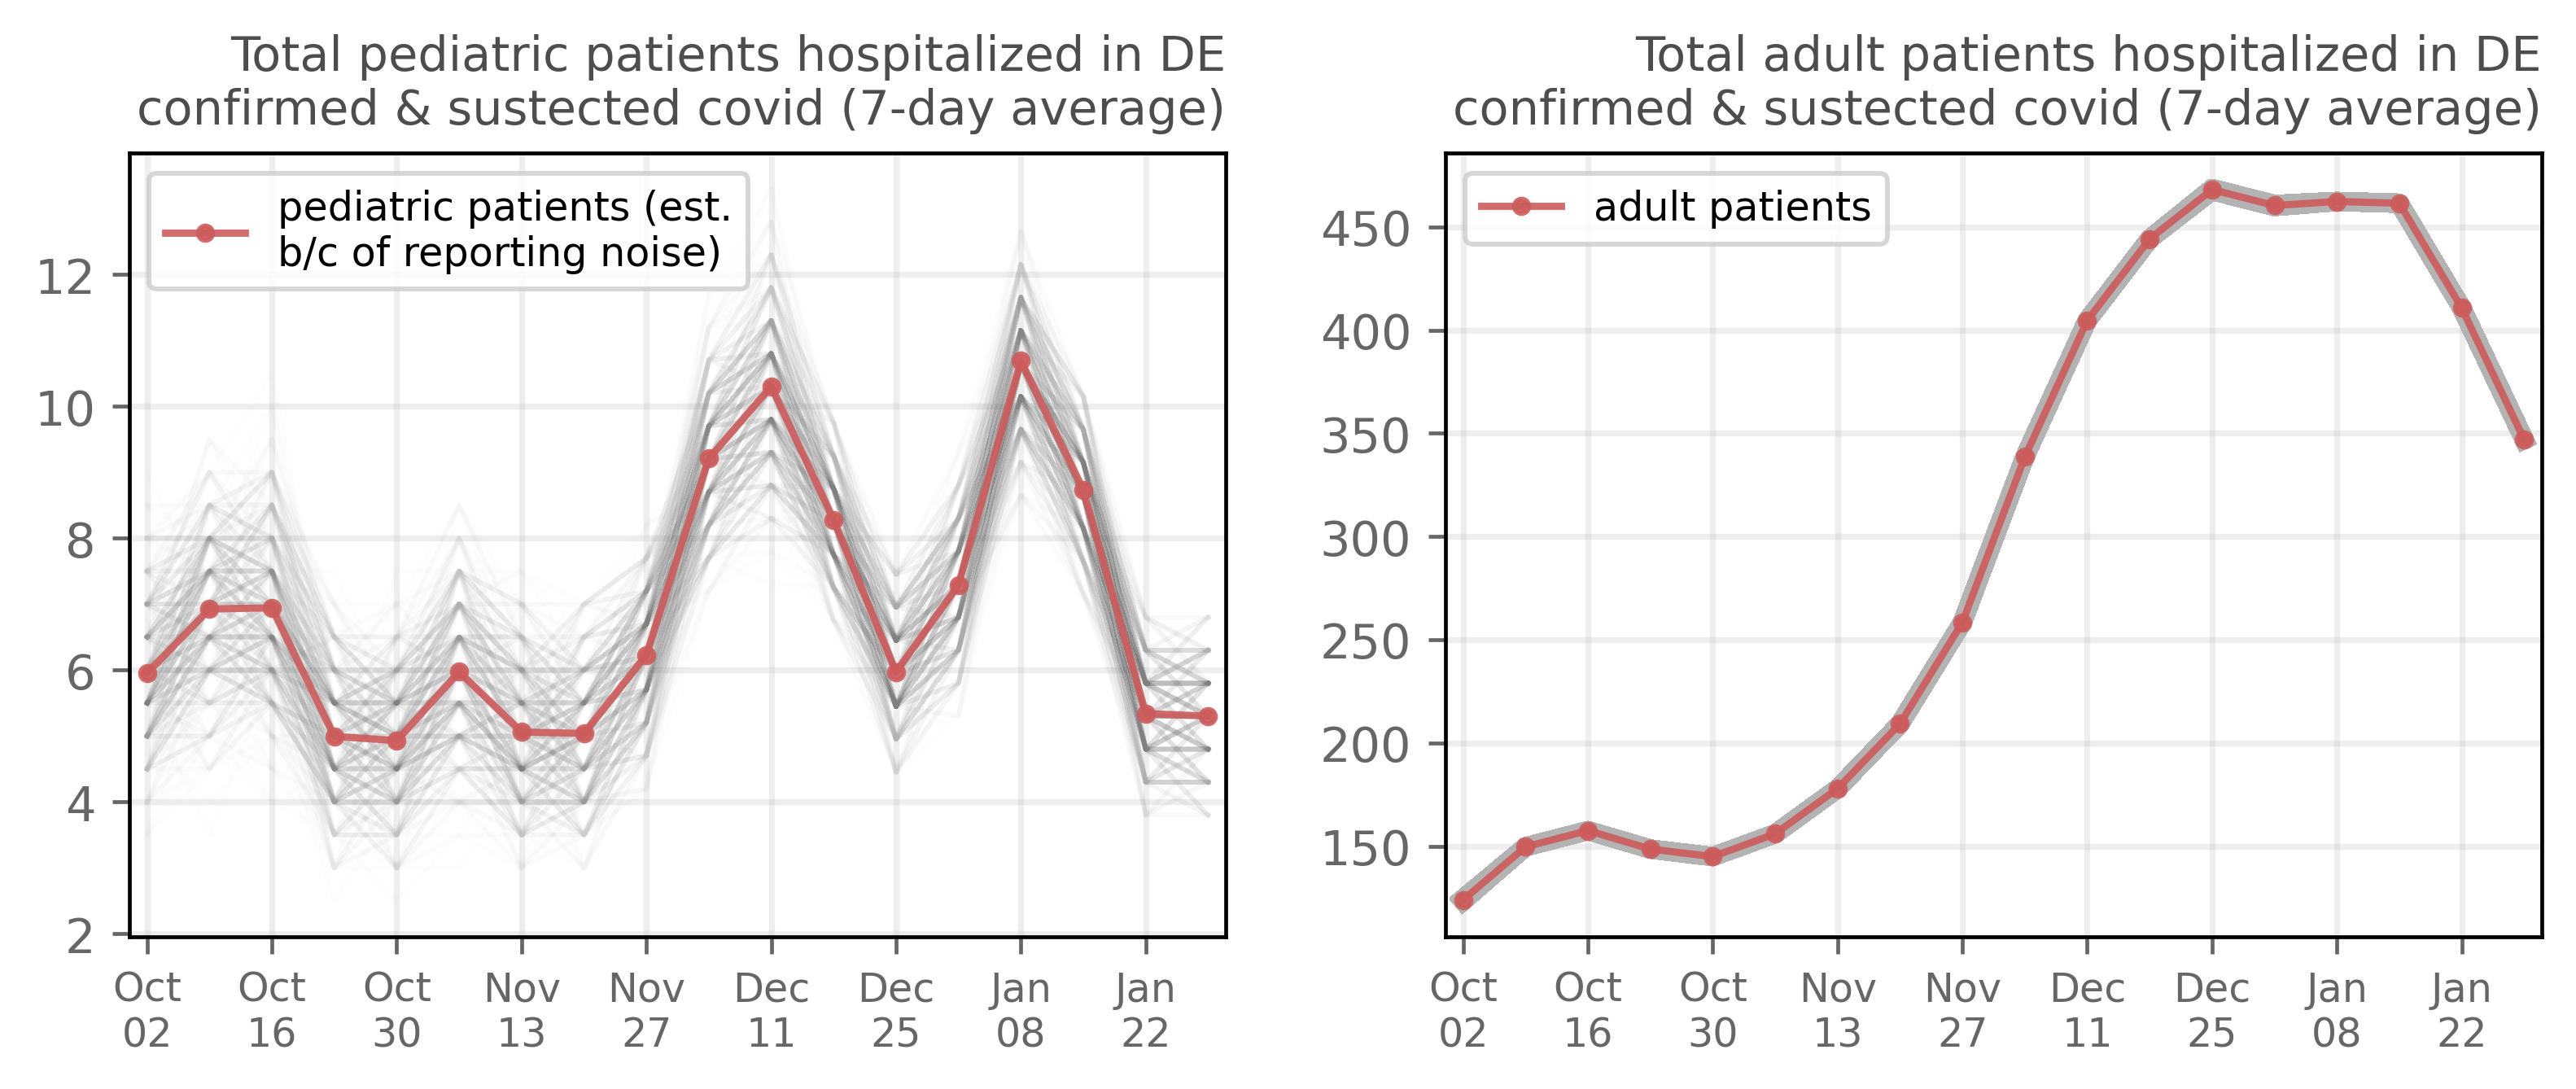 Total pediatric patients hospitalized in DE
confirmed & sustected covid (7-day average)
pediatric patients (est.
b/c of reporting noise)
12
10
8
6
4
2
Oct Oct Oct Nov Nov Dec Dec Jan Jan
02 16 30 13 27 11 25 08 22
Total adult patients hospitalized in DE
confirmed & sustected covid (7-day average)
adult patients
450
400
350
300
250
200
150
Oct Oct Oct Nov Nov Dec Dec Jan Jan
02 16 30 13 27 11 25 08 22